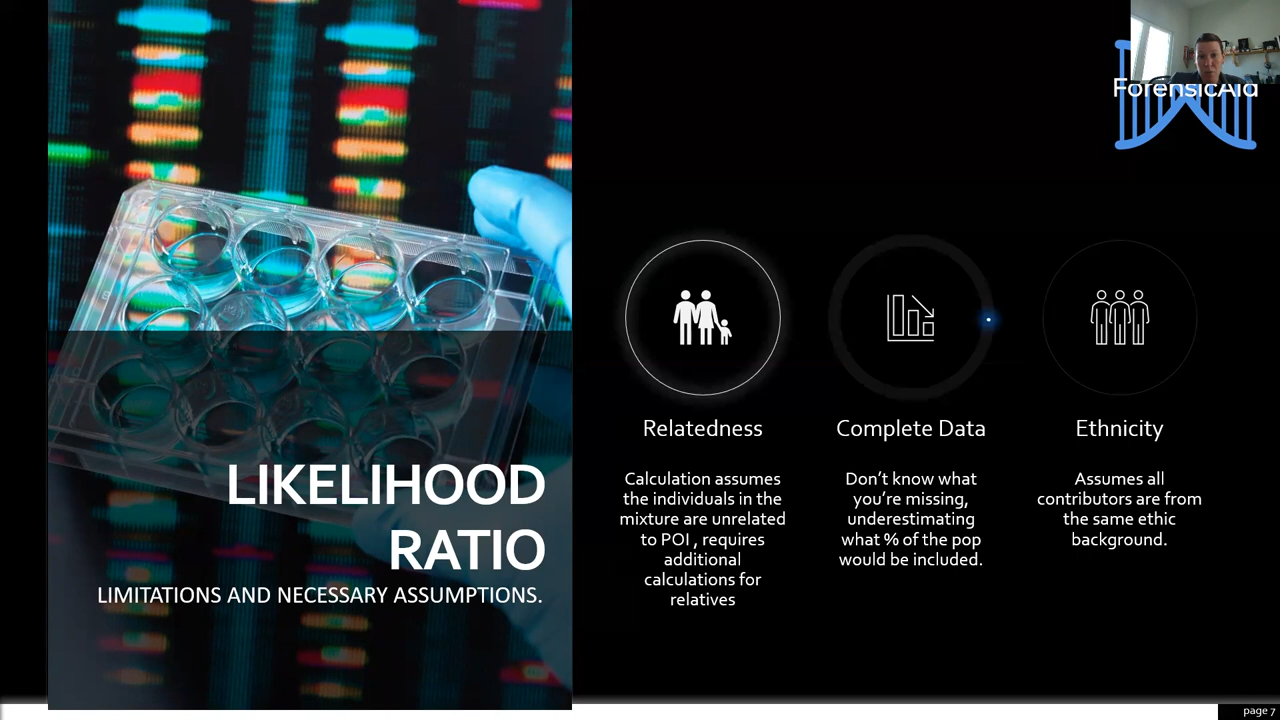 ForensicAid
LIKELIHOOD
RATIO
LIMITATIONS AND NECESSARY ASSUMPTIONS.
Relatedness
Calculation assumes
the individuals in the
mixture are unrelated
to POI , requires
additional
calculations for
relatives
Complete Data
Don’t know what
you’re missing,
underestimating
what % of the pop
would be included.
Ethnicity
Assumes all
contributors are from
the same ethic
background.
page 7